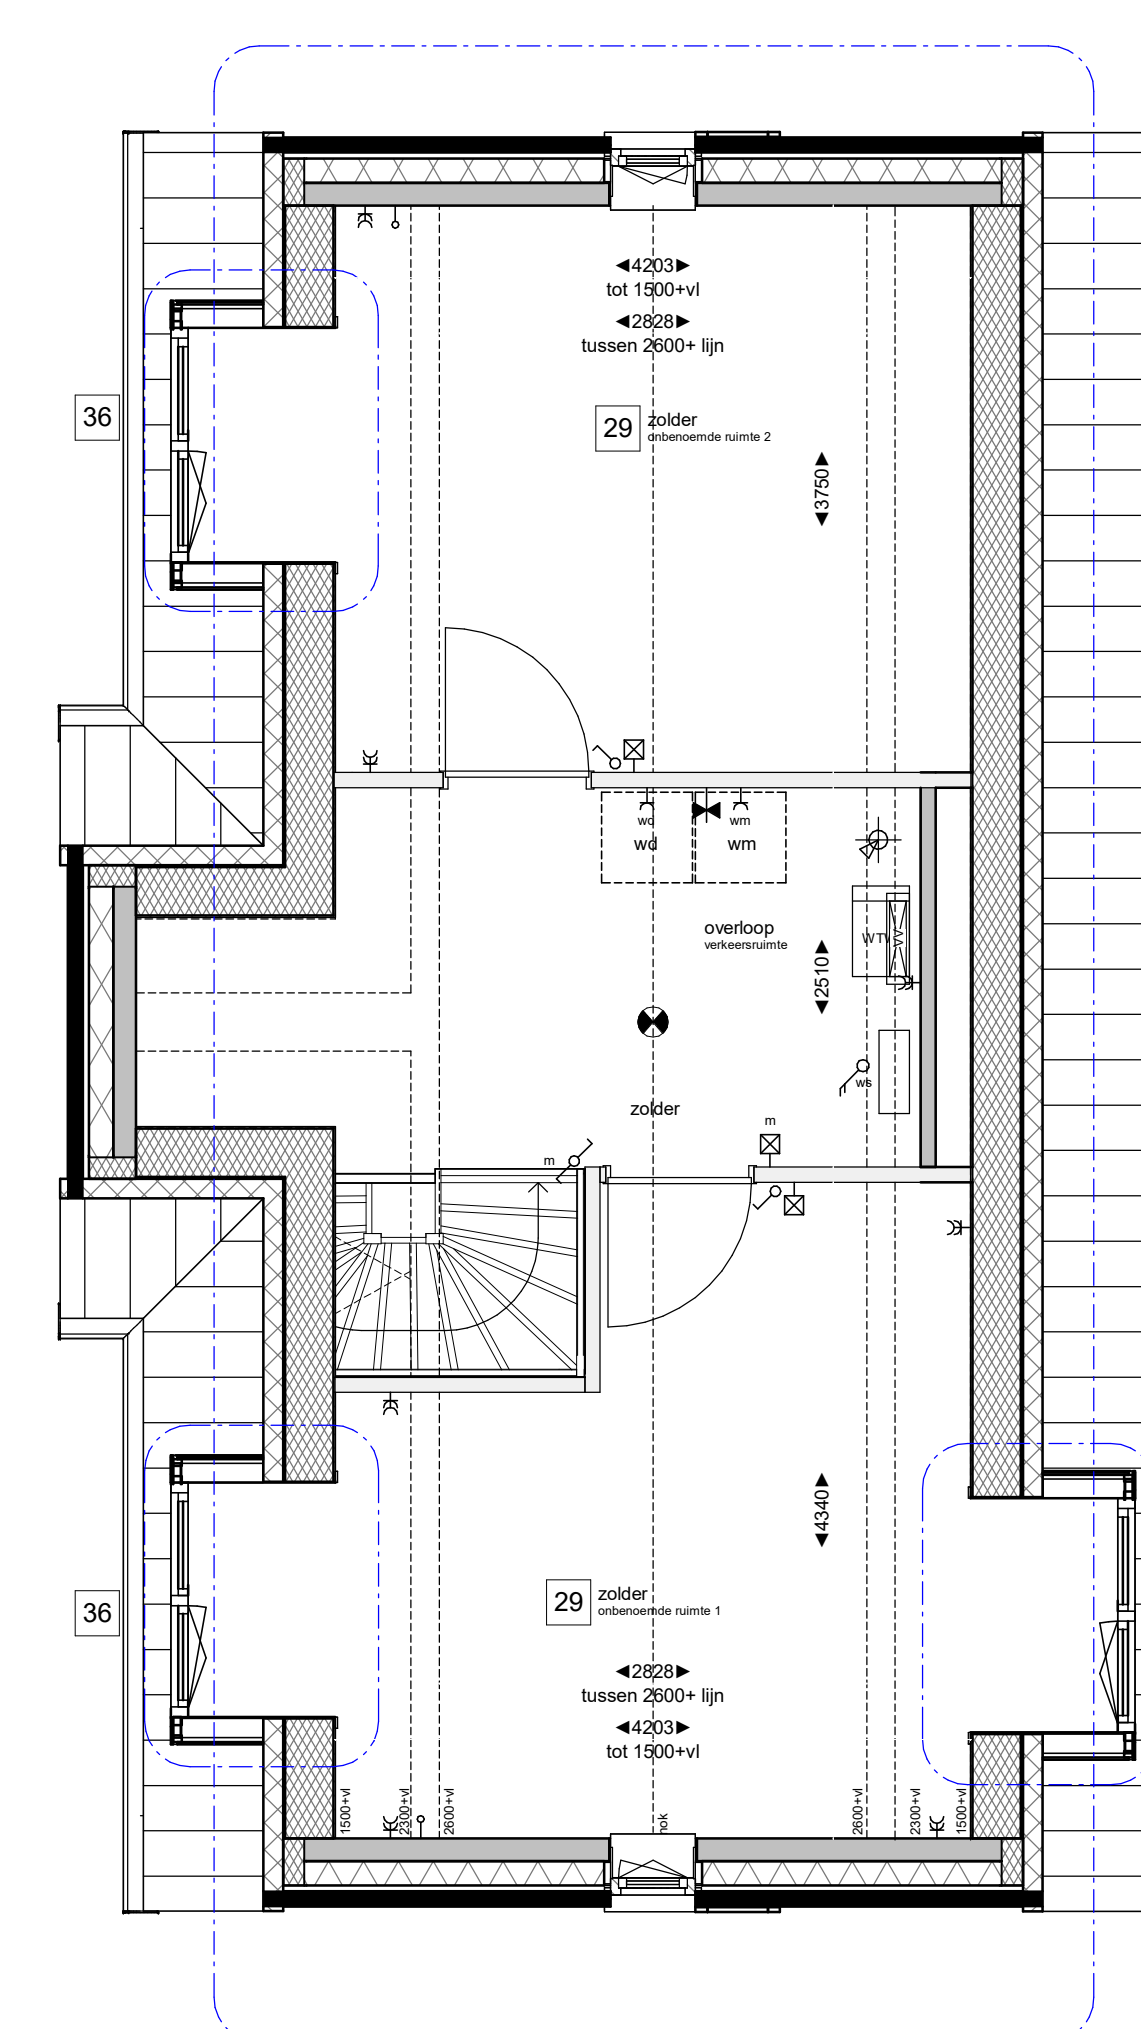 ◄4203►
tot 1500+vl
◄2828►
tussen 2600+ lijn
36
29
zolder
onbenoemde ruimte 2
◄3750►
wd
wm
wd
wm
overloop
verkeersruimte
WTW
◄2510►
ws
zolder
m
m
◄4340►
36
29
zolder
onbenoemde ruimte 1
◄2828►
tussen 2600+ lijn
◄4203►
tot 1500+vl
1500+vl
2300+vl
2600+vl
nok
2600+vl
2300+vl
1500+vl